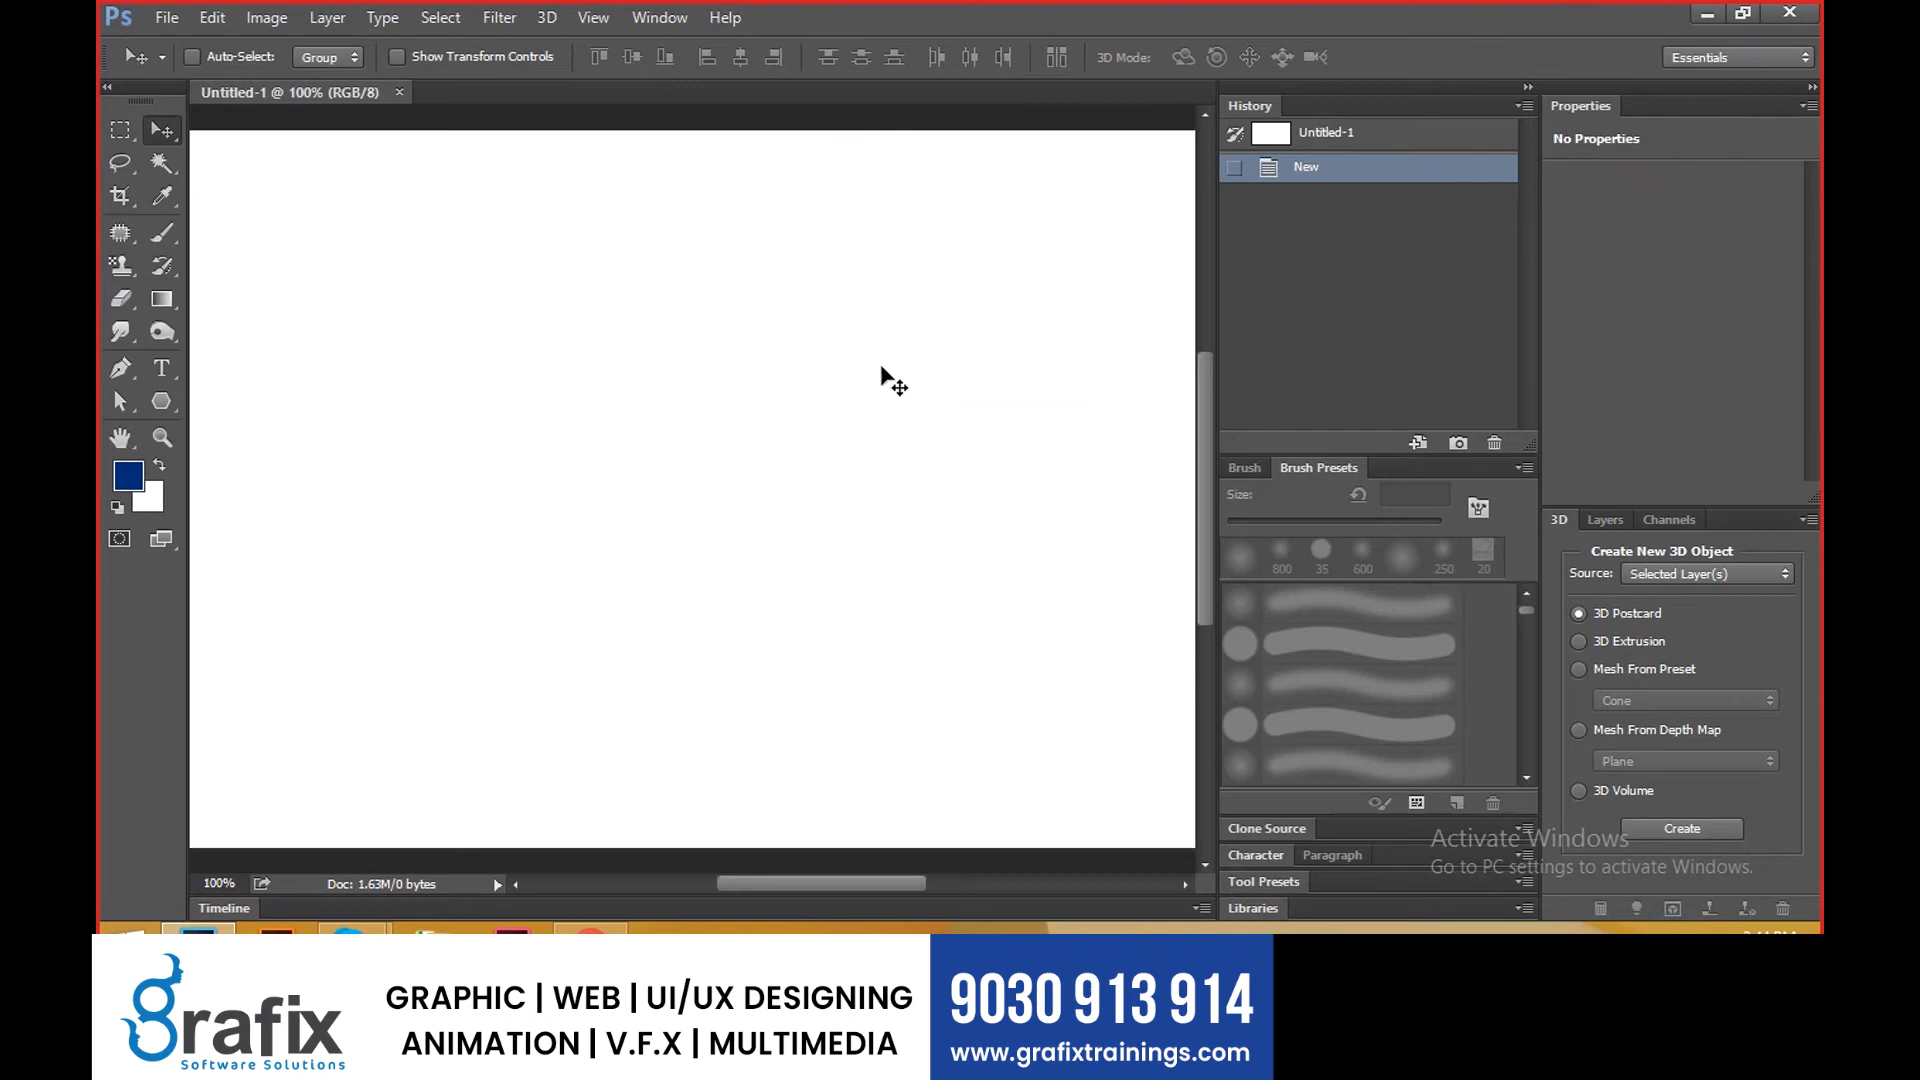 Ps File Edit Image Layer Type Select Filter 3D View Window Help
Auto-Select: Group Show Transform Controls 3D Mode: Essentials
Untitled-1 @ 100% (RGB/8)
History
Untitled-1
New
Properties
No Properties
Brush Brush Presets
Size:
800 35 600 250 20
3D Layers Channels
Create New 3D Object
Source: Selected Layer(s)
3D Postcard
3D Extrusion
Mesh From Preset
Cone
Mesh From Depth Map
Plane
3D Volume
Create
Clone Source
Character Paragraph
Tool Presets
Libraries
Activate Windows
Go to PC settings to activate Windows.
100% Doc: 1.63M/0 bytes
Timeline
grafix
Software Solutions
GRAPHIC | WEB | UI/UX DESIGNING
ANIMATION | V.F.X | MULTIMEDIA
9030 913 914
www.grafixtrainings.com